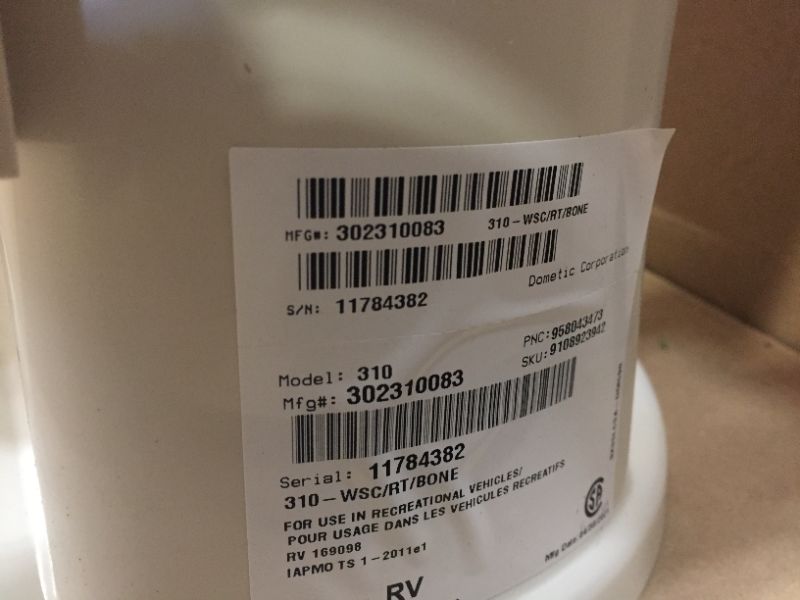 MFG#: 302310083 310-WSC/RT/BONE
Dometic Corporation
S/N: 11784382
PNC: 958043473
SKU: 9108923942
Model: 310
Mfg#: 302310083
Serial: 11784382
310-WSC/RT/BONE
FOR USE IN RECREATIONAL VEHICLES/
POUR USAGE DANS LES VEHICULES RECREATIFS
RV 169098
IAPMO TS 1-2011e1
Mfg Date
RV